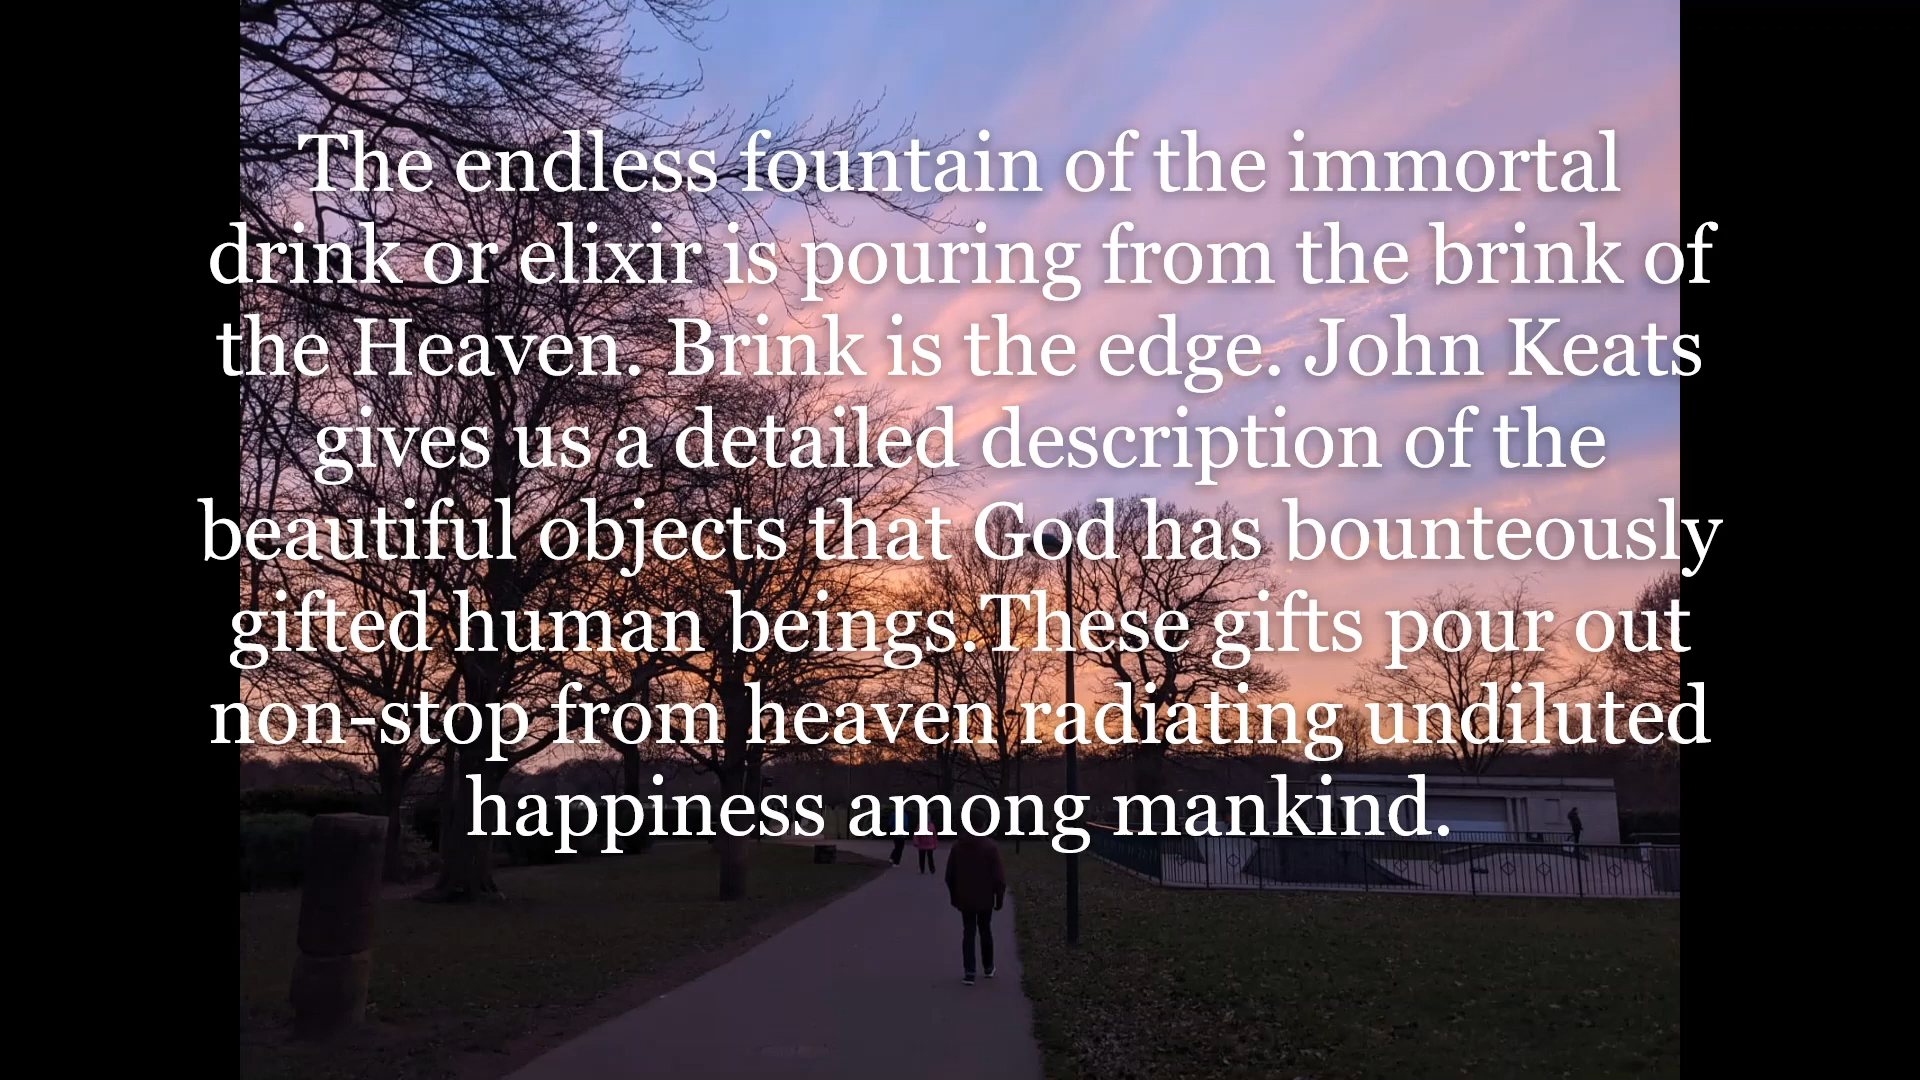 The endless fountain of the immortal
drink or elixir is pouring from the brink of
the Heaven. Brink is the edge. John Keats
gives us a detailed description of the
beautiful objects that God has bounteously
gifted human beings.These gifts pour out
non-stop from heaven radiating undiluted
happiness among mankind.